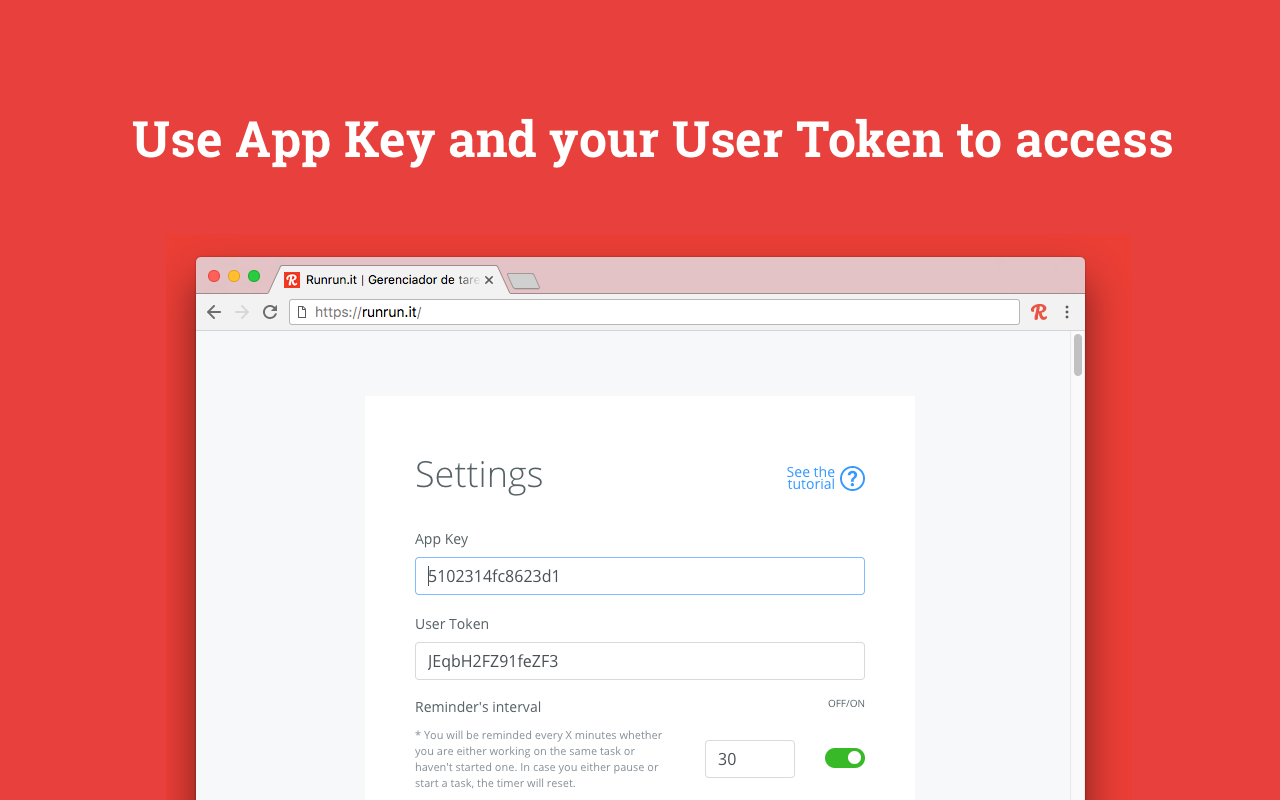 Use App Key and your User Token to access
Runrun.it | Gerenciador de tare
https://runrun.it/
Settings
See the
tutorial
App Key
5102314fc8623d1
User Token
JEqbH2FZ91feZF3
Reminder's interval
OFF/ON
* You will be reminded every X minutes whether
you are either working on the same task or
haven't started one. In case you either pause or
start a task, the timer will reset.
30